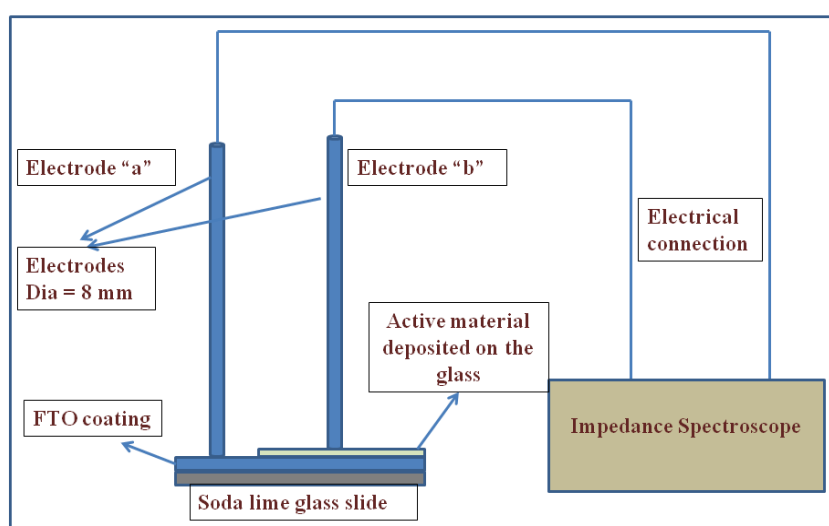 Electrode “a”
Electrode “b”
Electrical
connection
Electrodes
Dia = 8 mm
Active material
deposited on the
glass
FTO coating
Impedance Spectroscope
Soda lime glass slide